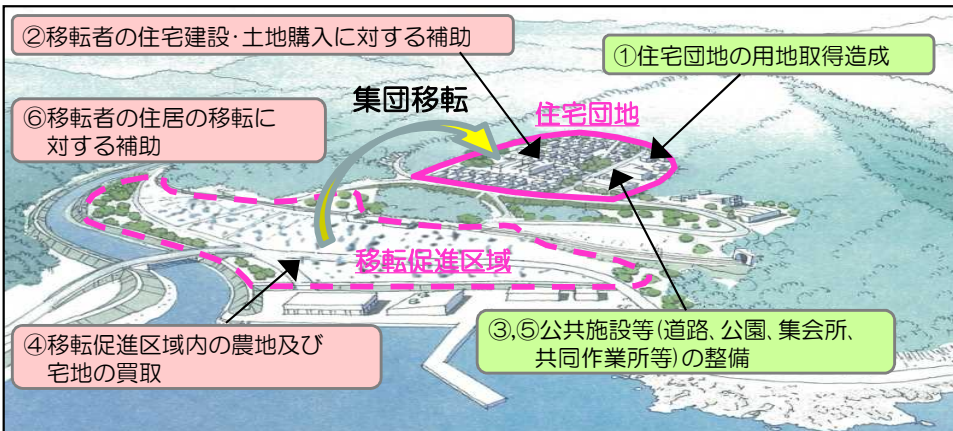 ②移転者の住宅建設・土地購入に対する補助
①住宅団地の用地取得造成
集団移転
住宅団地
⑥移転者の住居の移転に
対する補助
移転促進区域
④移転促進区域内の農地及び
宅地の買取
③,⑤公共施設等(道路、公園、集会所、
共同作業所等)の整備